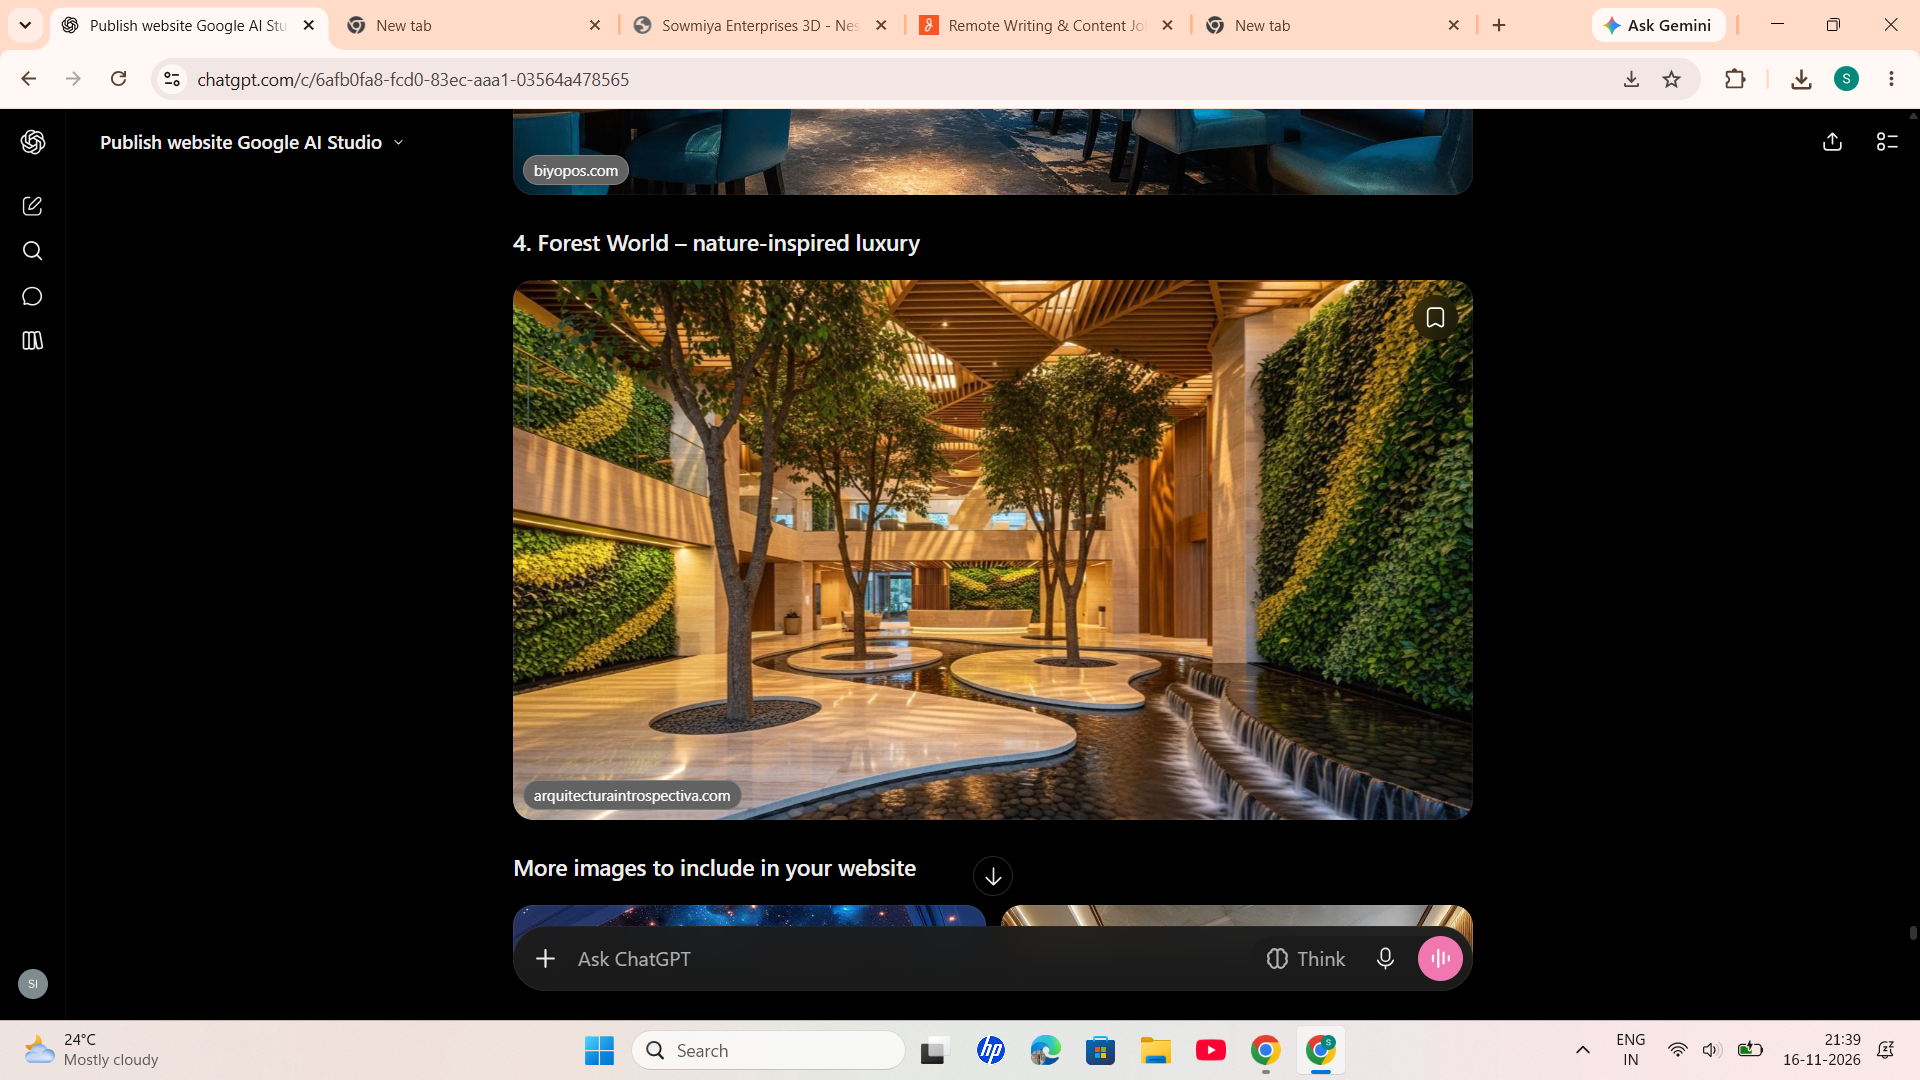 Publish website Google AI Stu
New tab
Sowmiya Enterprises 3D - Nes
Remote Writing & Content Jo
New tab
Ask Gemini
chatgpt.com/c/6afb0fa8-fcd0-83ec-aaa1-03564a478565
S
Publish website Google AI Studio
biyopos.com
4. Forest World – nature-inspired luxury
arquitecturaintrospectiva.com
More images to include in your website
Ask ChatGPT
Think
SI
24°C
Mostly cloudy
Search
hp
S
ENG
IN
21:39
16-11-2026